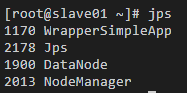 [root@slave01 ~]# jps
1170 WrapperSimpleApp
2178 Jps
1900 DataNode
2013 NodeManager